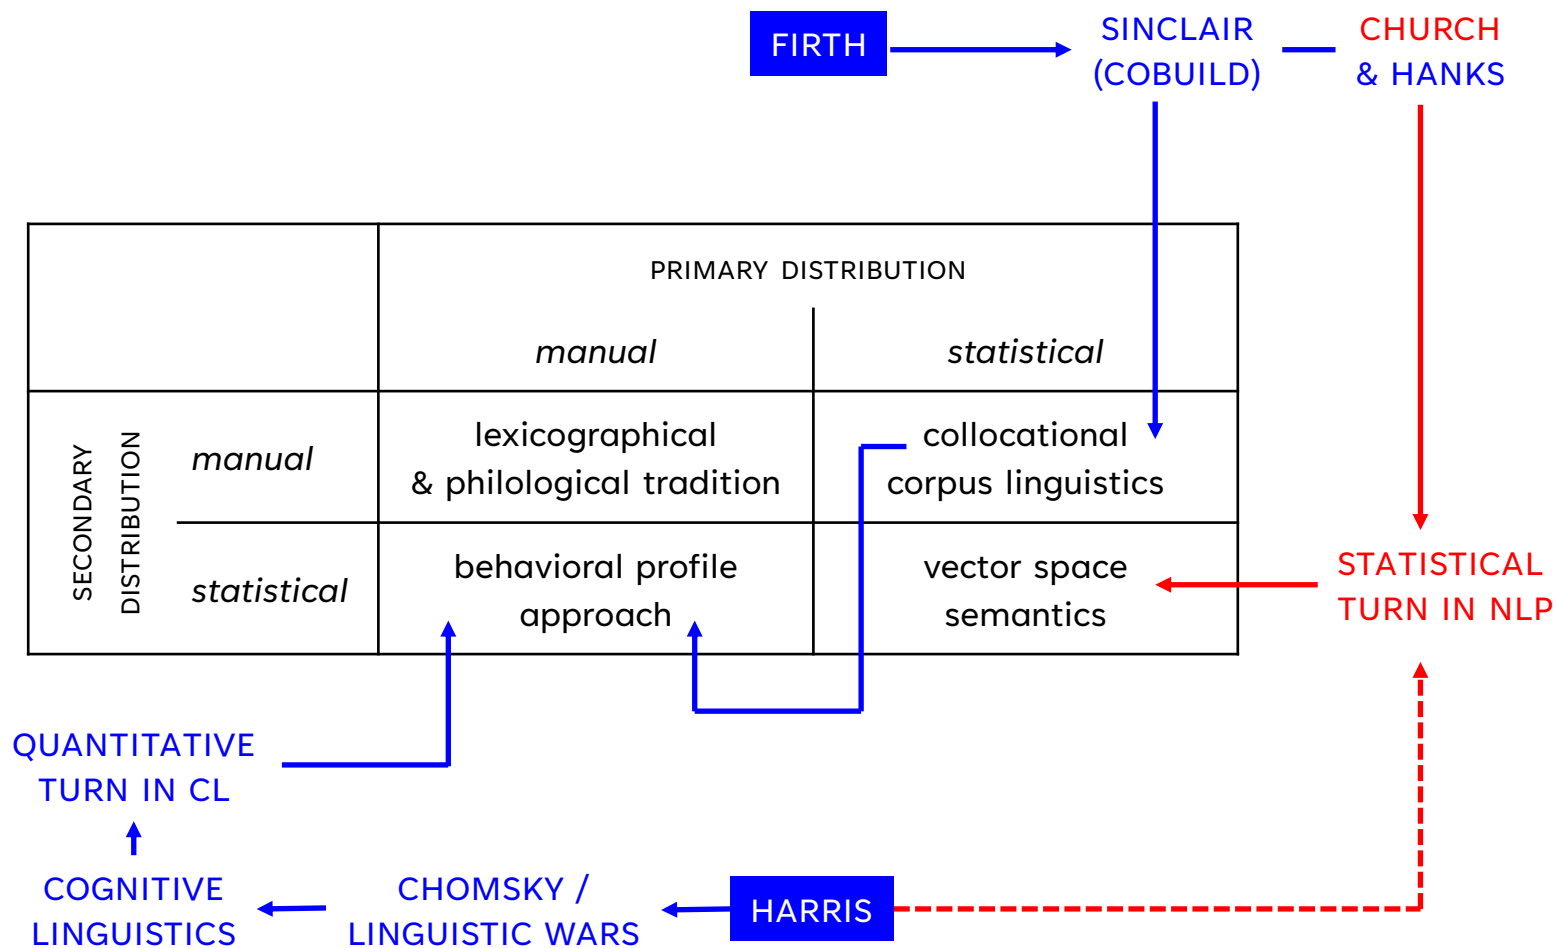 FIRTH
SINCLAIR
(COBUILD)
CHURCH
& HANKS
PRIMARY DISTRIBUTION
manual
statistical
SECONDARY
DISTRIBUTION
manual
lexicographical
& philological tradition
collocational
corpus linguistics
statistical
behavioral profile
approach
vector space
semantics
STATISTICAL
TURN IN NLP
QUANTITATIVE
TURN IN CL
COGNITIVE
LINGUISTICS
CHOMSKY /
LINGUISTIC WARS
HARRIS